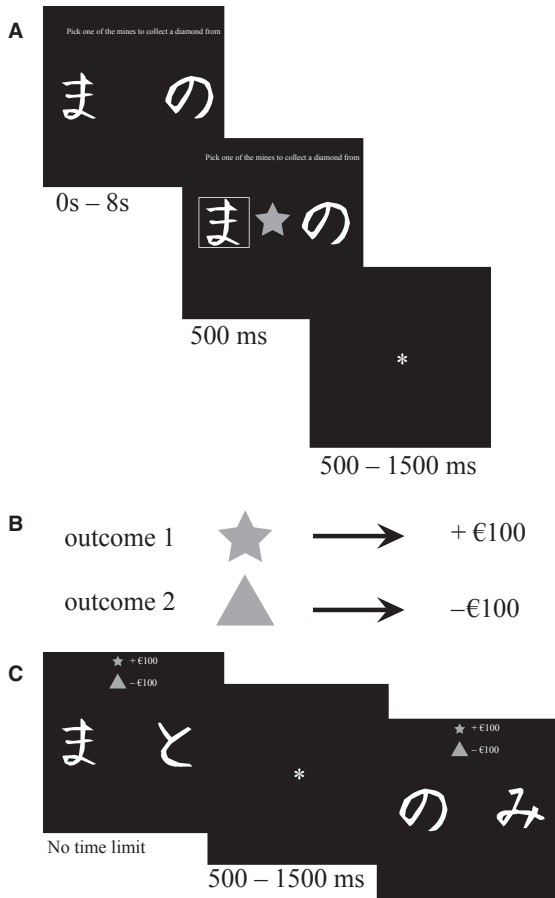 A
Pick one of the mines to collect a diamond from
ま の
0s – 8s
Pick one of the mines to collect a diamond from
ま の
500 ms
*
500 – 1500 ms
B
outcome 1 + €100
outcome 2 –€100
C
+ €100
– €100
ま と
No time limit
*
500 – 1500 ms
+ €100
– €100
の み